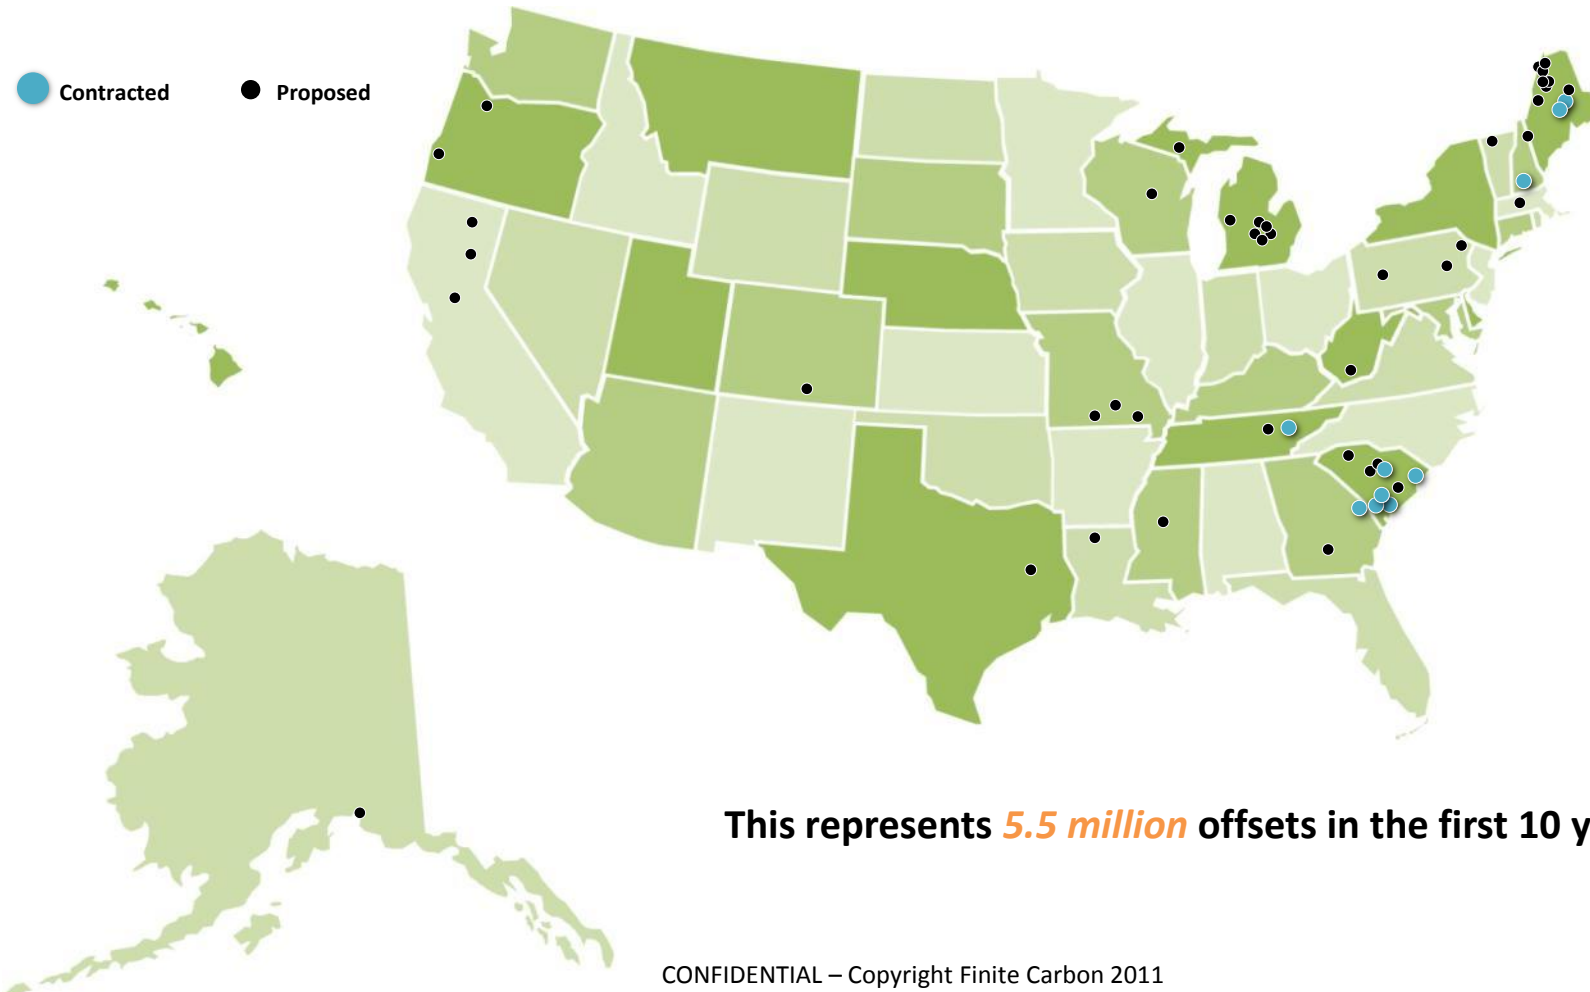 Contracted
Proposed
This represents 5.5 million offsets in the first 10 y
CONFIDENTIAL – Copyright Finite Carbon 2011